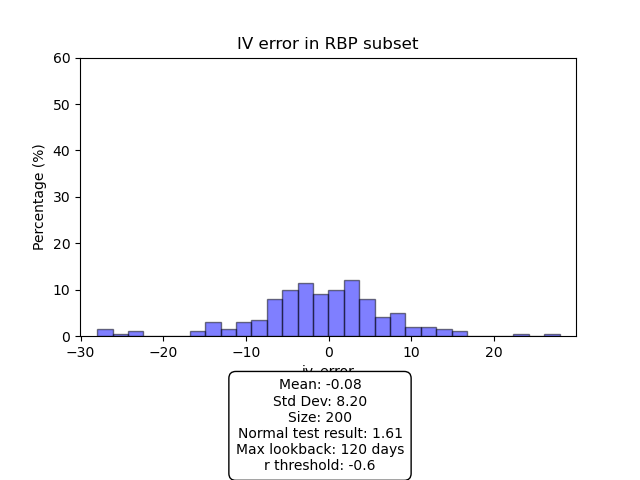 IV error in RBP subset
60
50
40
30
20
10
0
Percentage (%)
−30
−20
−10
0
10
20
Mean: -0.08
Std Dev: 8.20
Size: 200
Normal test result: 1.61
Max lookback: 120 days
r threshold: -0.6